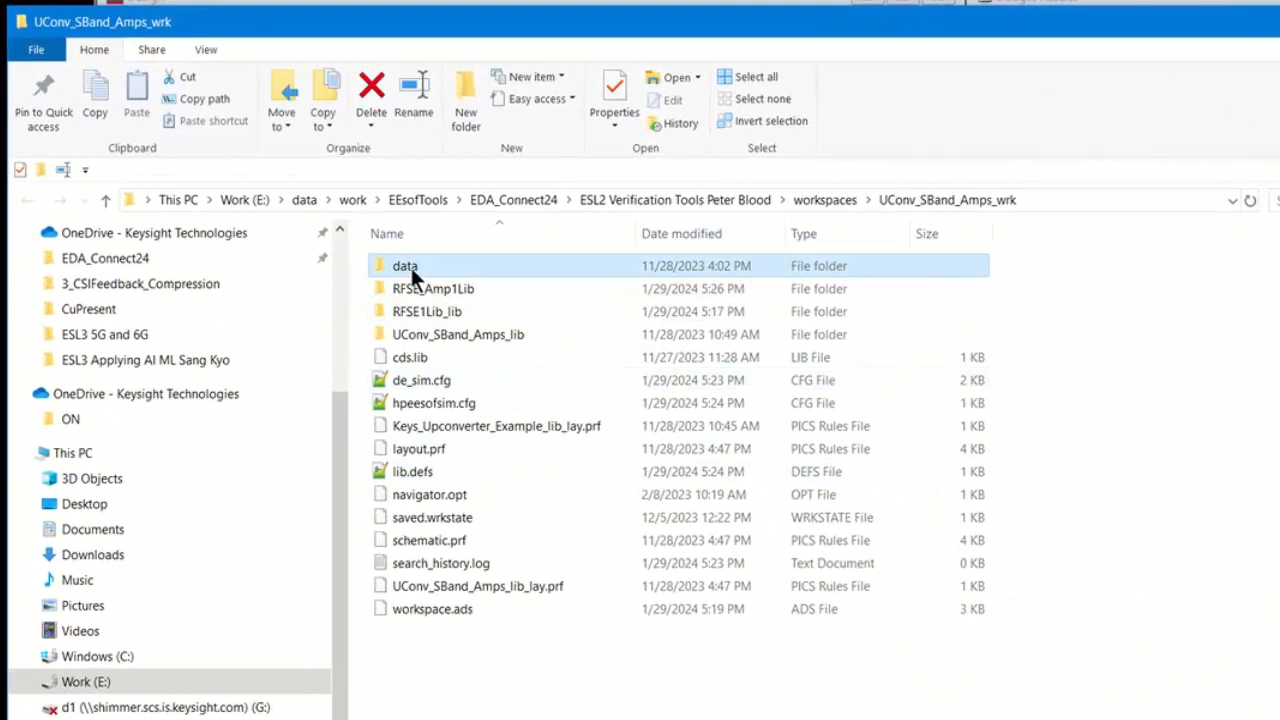 UConv_SBand_Amps_wrk
File Home Share View
Pin to Quick access
Copy
Paste
Cut
Copy path
Paste shortcut
Clipboard
Move to
Copy to
Delete
Rename
Organize
New folder
New item
Easy access
New
Properties
Open
Edit
History
Open
Select all
Select none
Invert selection
Select
This PC > Work (E:) > data > work > EEsofTools > EDA_Connect24 > ESL2 Verification Tools Peter Blood > workspaces > UConv_SBand_Amps_wrk
OneDrive - Keysight Technologies
EDA_Connect24
3_CSIFeedback_Compression
CuPresent
ESL3 5G and 6G
ESL3 Applying AI ML Sang Kyo
OneDrive - Keysight Technologies
ON
This PC
3D Objects
Desktop
Documents
Downloads
Music
Pictures
Videos
Windows (C:)
Work (E:)
d1 (\\shimmer.scs.is.keysight.com) (G:)
Name Date modified Type Size
data 11/28/2023 4:02 PM File folder
RFSE_Amp1Lib 1/29/2024 5:26 PM File folder
RFSE1Lib_lib 1/29/2024 5:17 PM File folder
UConv_SBand_Amps_lib 11/28/2023 10:49 AM File folder
cds.lib 11/27/2023 11:28 AM LIB File 1 KB
de_sim.cfg 1/29/2024 5:23 PM CFG File 2 KB
hpeesofsim.cfg 1/29/2024 5:24 PM CFG File 1 KB
Keys_Upconverter_Example_lib_lay.prf 11/28/2023 10:45 AM PICS Rules File 1 KB
layout.prf 11/28/2023 4:47 PM PICS Rules File 4 KB
lib.defs 1/29/2024 5:24 PM DEFS File 1 KB
navigator.opt 2/8/2023 10:19 AM OPT File 1 KB
saved.wrkstate 12/5/2023 12:22 PM WRKSTATE File 1 KB
schematic.prf 11/28/2023 4:47 PM PICS Rules File 4 KB
search_history.log 1/29/2024 5:23 PM Text Document 0 KB
UConv_SBand_Amps_lib_lay.prf 11/28/2023 4:47 PM PICS Rules File 1 KB
workspace.ads 1/29/2024 5:19 PM ADS File 3 KB